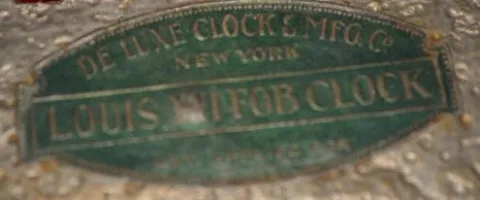 DE LUXE CLOCK & MFG. Co
NEW YORK
LOUIS FOB CLOCK